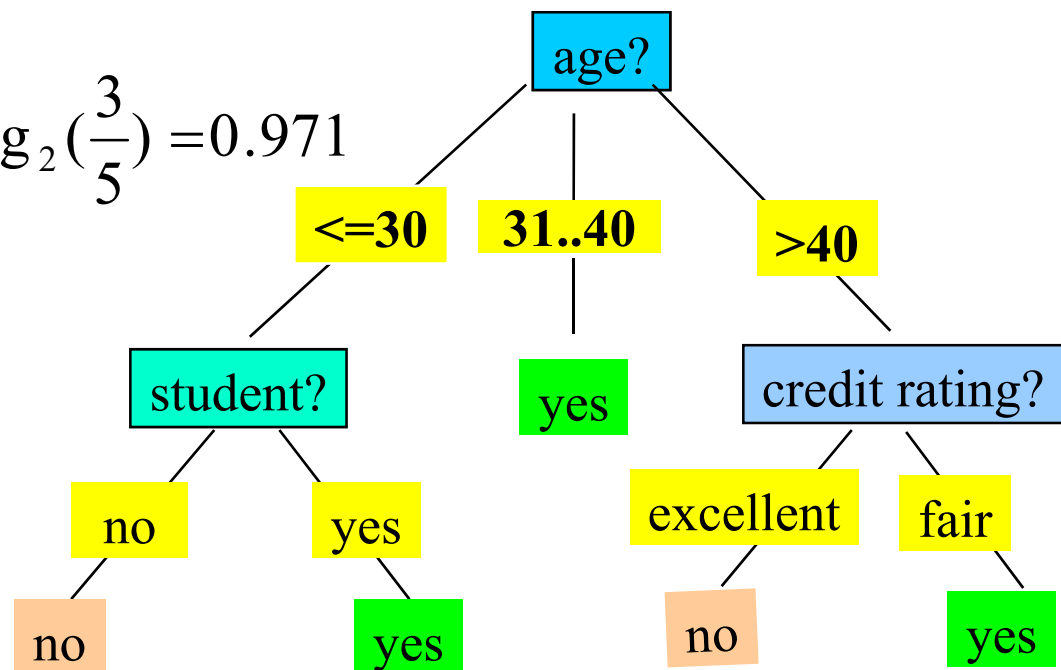 age?
g₂(3/5) =0.971
<=30 31..40 >40
student? yes credit rating?
no yes excellent fair
no yes no yes